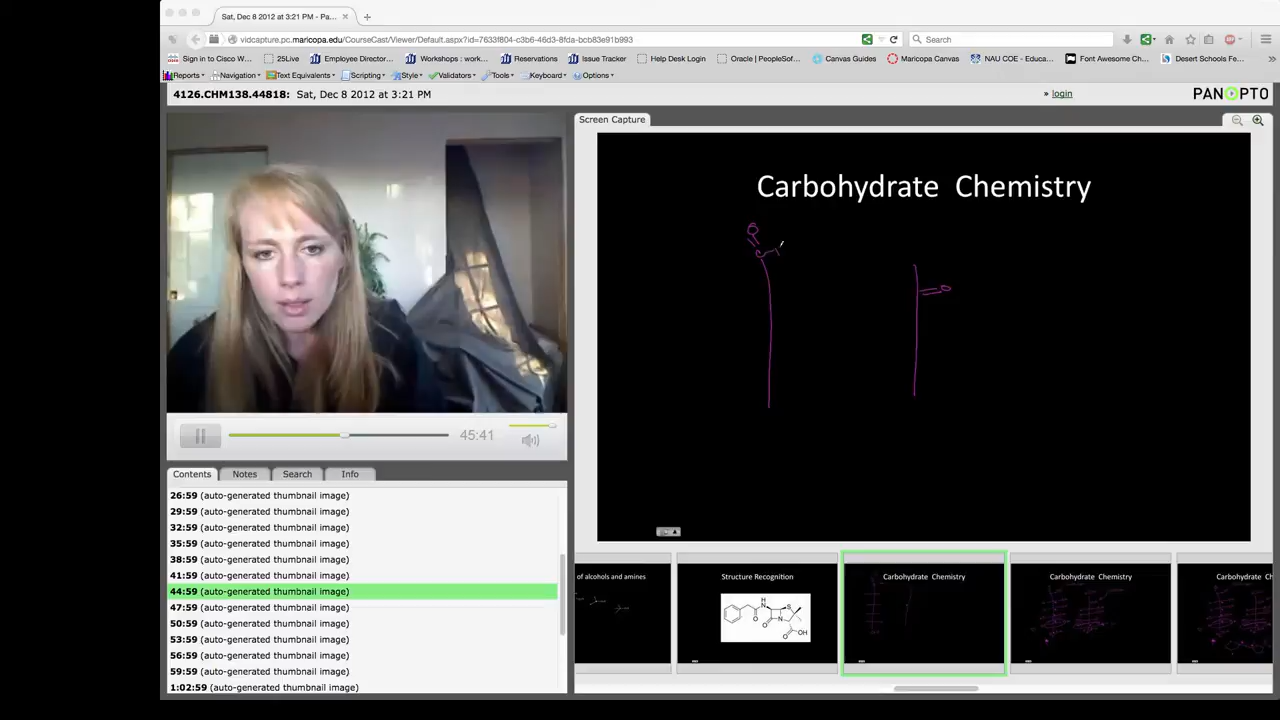 Sat, Dec 8 2012 at 3:21 PM - Pa...
vidcapture.pc.maricopa.edu/CourseCast/Viewer/Default.aspx?id=7633f804-c3b6-46d3-8fda-bcb83e91b993
Search
Sign in to Cisco W... 25Live Employee Director... Workshops : work... Reservations Issue Tracker Help Desk Login Oracle | PeopleSof... Canvas Guides Maricopa Canvas NAU COE - Educa... Font Awesome Ch... Desert Schools Fe...
Reports Navigation Text Equivalents Scripting Style Validators Tools Keyboard Options
4126.CHM138.44818: Sat, Dec 8 2012 at 3:21 PM
» login
PANOPTO
Screen Capture
Carbohydrate Chemistry
O
C
O
45:41
Contents Notes Search Info
26:59 (auto-generated thumbnail image)
29:59 (auto-generated thumbnail image)
32:59 (auto-generated thumbnail image)
35:59 (auto-generated thumbnail image)
38:59 (auto-generated thumbnail image)
41:59 (auto-generated thumbnail image)
44:59 (auto-generated thumbnail image)
47:59 (auto-generated thumbnail image)
50:59 (auto-generated thumbnail image)
53:59 (auto-generated thumbnail image)
56:59 (auto-generated thumbnail image)
59:59 (auto-generated thumbnail image)
1:02:59 (auto-generated thumbnail image)
of alcohols and amines
Structure Recognition
H
N
S
O
N
O
OH
Carbohydrate Chemistry
Carbohydrate Chemistry
Carbohydrate Ch